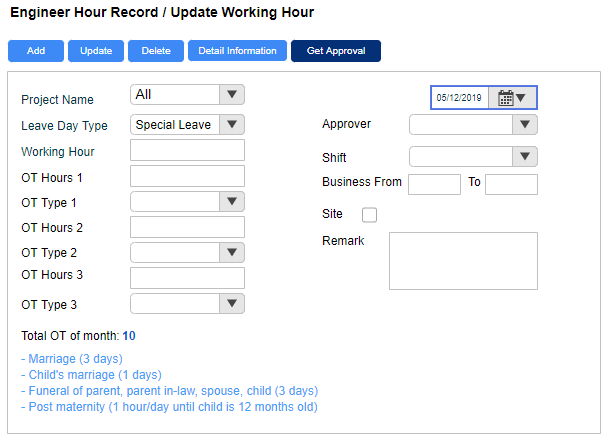 Engineer Hour Record / Update Working Hour
Add Update Delete Detail Information Get Approval
Project Name All 05/12/2019
Leave Day Type Special Leave Approver
Working Hour Shift
OT Hours 1 Business From To
OT Type 1
OT Hours 2 Site
OT Type 2 Remark
OT Hours 3
OT Type 3
Total OT of month: 10
- Marriage (3 days)
- Child's marriage (1 days)
- Funeral of parent, parent in-law, spouse, child (3 days)
- Post maternity (1 hour/day until child is 12 months old)